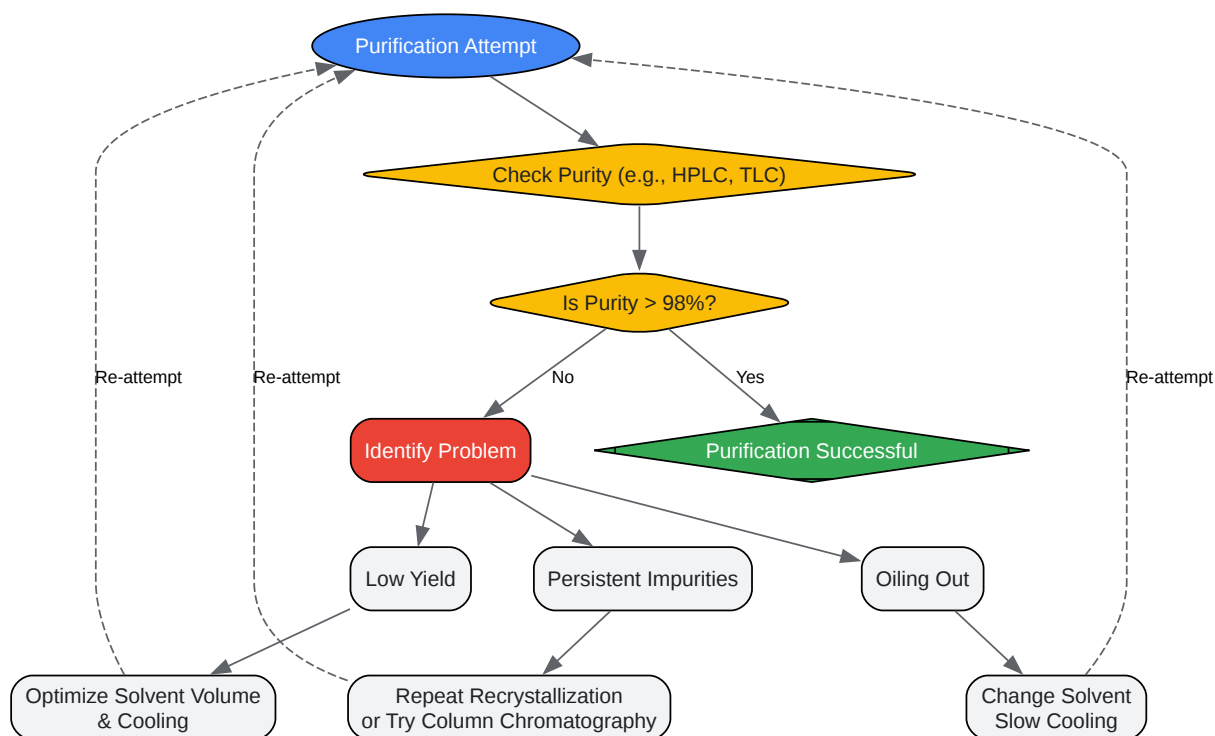 Purification Attempt
Check Purity (e.g., HPLC, TLC)
Is Purity > 98%?
Re-attempt
Re-attempt
No
Yes
Re-attempt
Identify Problem
Purification Successful
Low Yield
Persistent Impurities
Oiling Out
Optimize Solvent Volume
& Cooling
Repeat Recrystallization
or Try Column Chromatography
Change Solvent
Slow Cooling